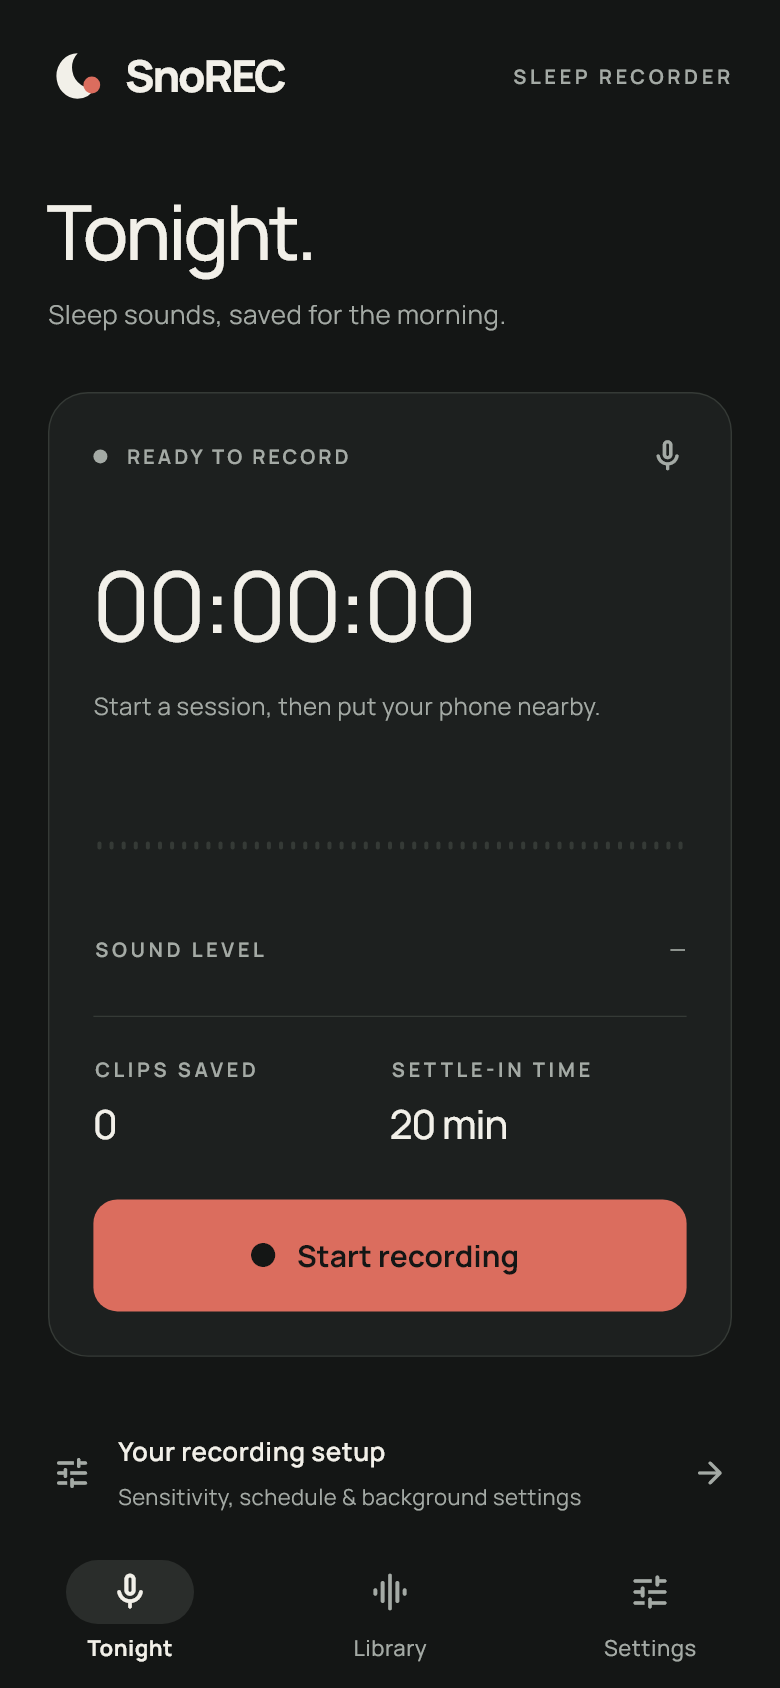 SnoREC
SLEEP RECORDER
Tonight.
Sleep sounds, saved for the morning.
READY TO RECORD
00:00:00
Start a session, then put your phone nearby.
SOUND LEVEL
–
CLIPS SAVED
SETTLE-IN TIME
0
20 min
Start recording
Your recording setup
Sensitivity, schedule & background settings
Tonight
Library
Settings